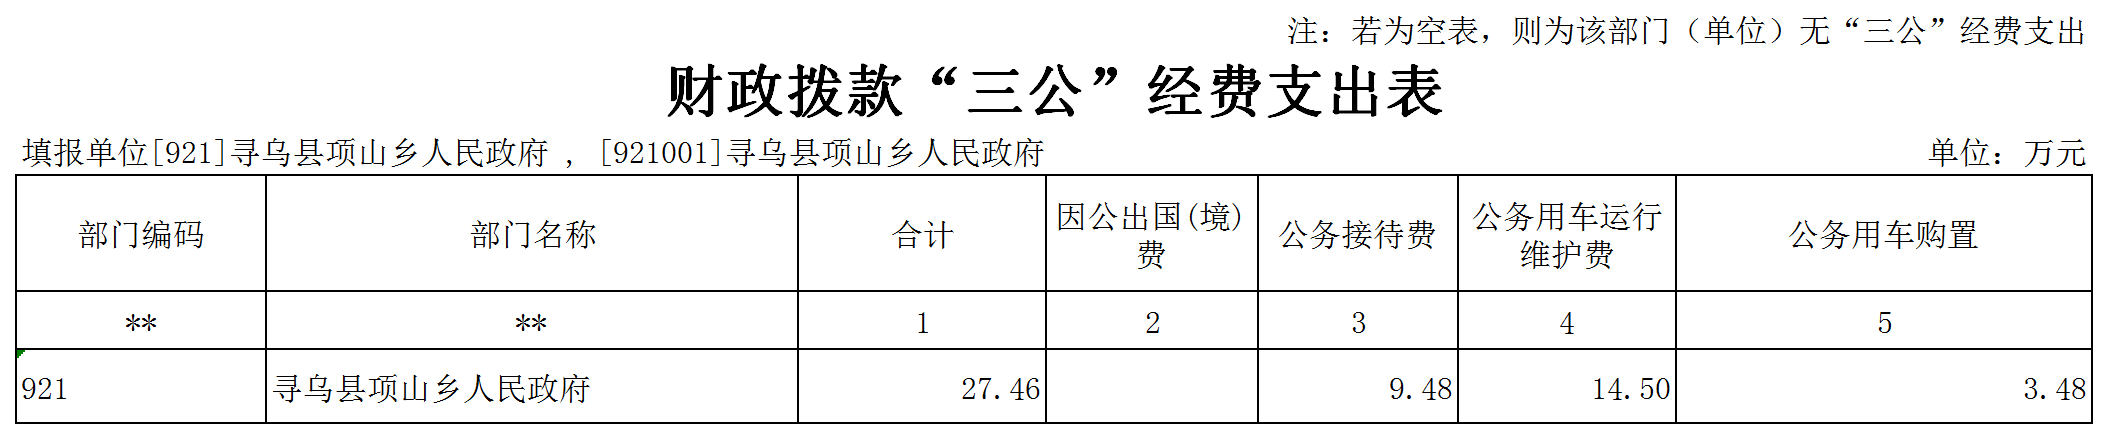 注：若为空表，则为该部门（单位）无“三公”经费支出
财政拨款“三公”经费支出表
填报单位[921]寻乌县项山乡人民政府 , [921001]寻乌县项山乡人民政府 单位：万元
部门编码 部门名称 合计 因公出国(境)费 公务接待费 公务用车运行维护费 公务用车购置
** ** 1 2 3 4 5
921 寻乌县项山乡人民政府 27.46 9.48 14.50 3.48